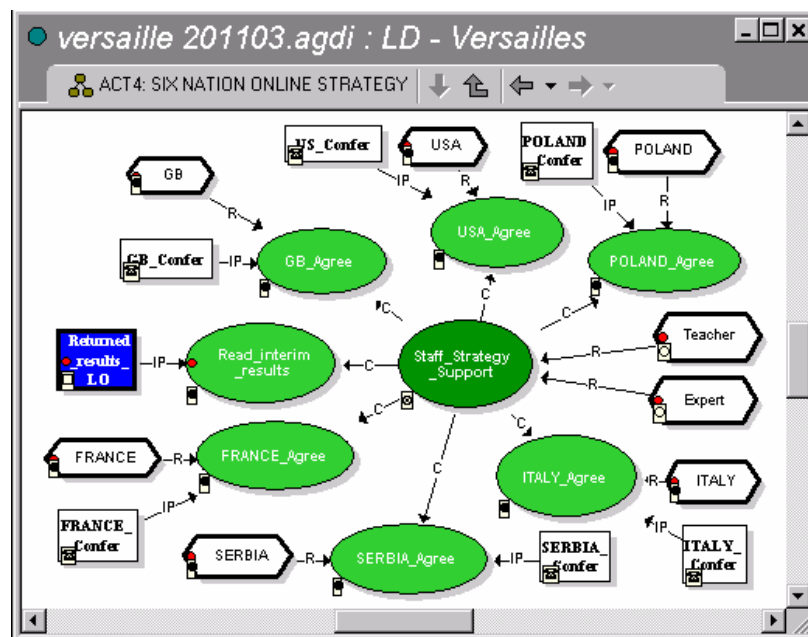 versaille 201103.agdi : LD - Versailles
ACT4: SIX NATION ONLINE STRATEGY
US_Confer
USA
POLAND
_Confer
POLAND
GB
IP
R
IP
R
R
USA_Agree
GB_Confer
IP
GB_Agree
POLAND_Agree
C
C
C
Returned
_results_
LO
IP
Read_interim
_results
C
Staff_Strategy
_Support
R
Teacher
R
Expert
C
C
FRANCE
R
FRANCE_Agree
C
ITALY_Agree
R
ITALY
IP
FRANCE_
Confer
SERBIA
R
SERBIA_Agree
IP
SERBIA_
Confer
IP
ITALY_
Confer